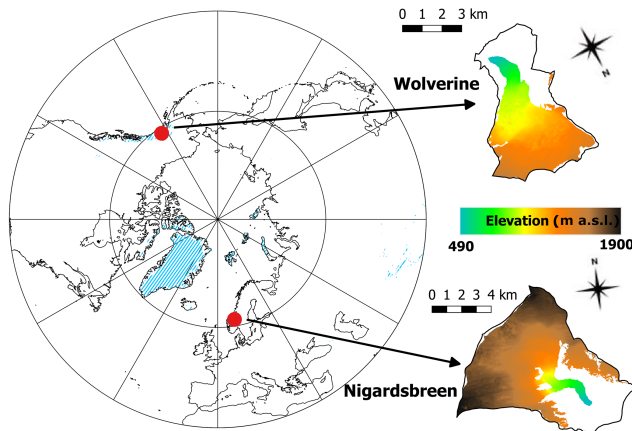 0 1 2 3 km
N
Wolverine
Elevation (m a.s.l.)
490 1900
0 1 2 3 4 km
N
Nigardsbreen